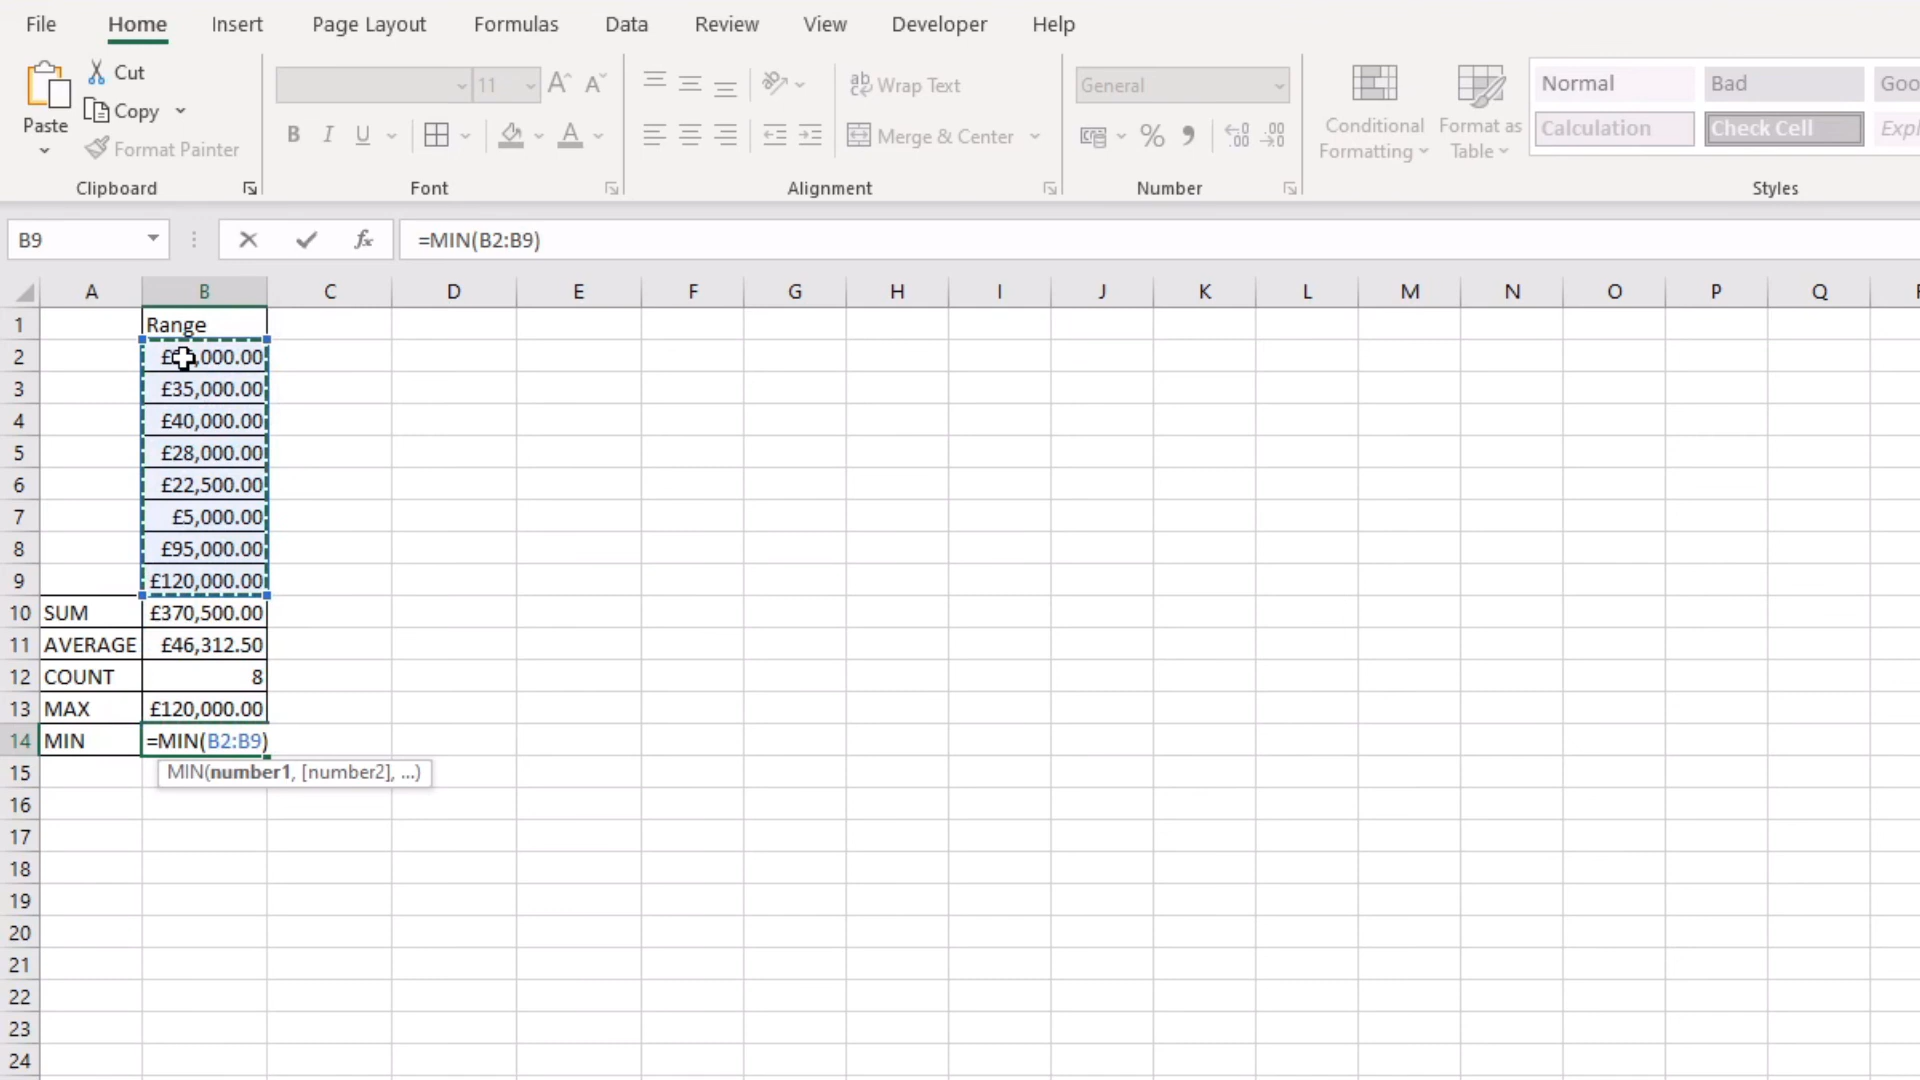 File Home Insert Page Layout Formulas Data Review View Developer Help
Paste
Cut
Copy
Format Painter
Clipboard
11
Font
Wrap Text
Merge & Center
Alignment
General
Number
Conditional Formatting
Format as Table
Normal Bad
Calculation Check Cell
Styles
B9 fx =MIN(B2:B9)
A B C D E F G H I J K L M N O P Q
1 Range
2
3 £35,000.00
4 £40,000.00
5 £28,000.00
6 £22,500.00
7 £5,000.00
8 £95,000.00
9 £120,000.00
10 SUM £370,500.00
11 AVERAGE £46,312.50
12 COUNT 8
13 MAX £120,000.00
14 MIN =MIN(B2:B9)
15 MIN(number1, [number2], ...)
16
17
18
19
20
21
22
23
24